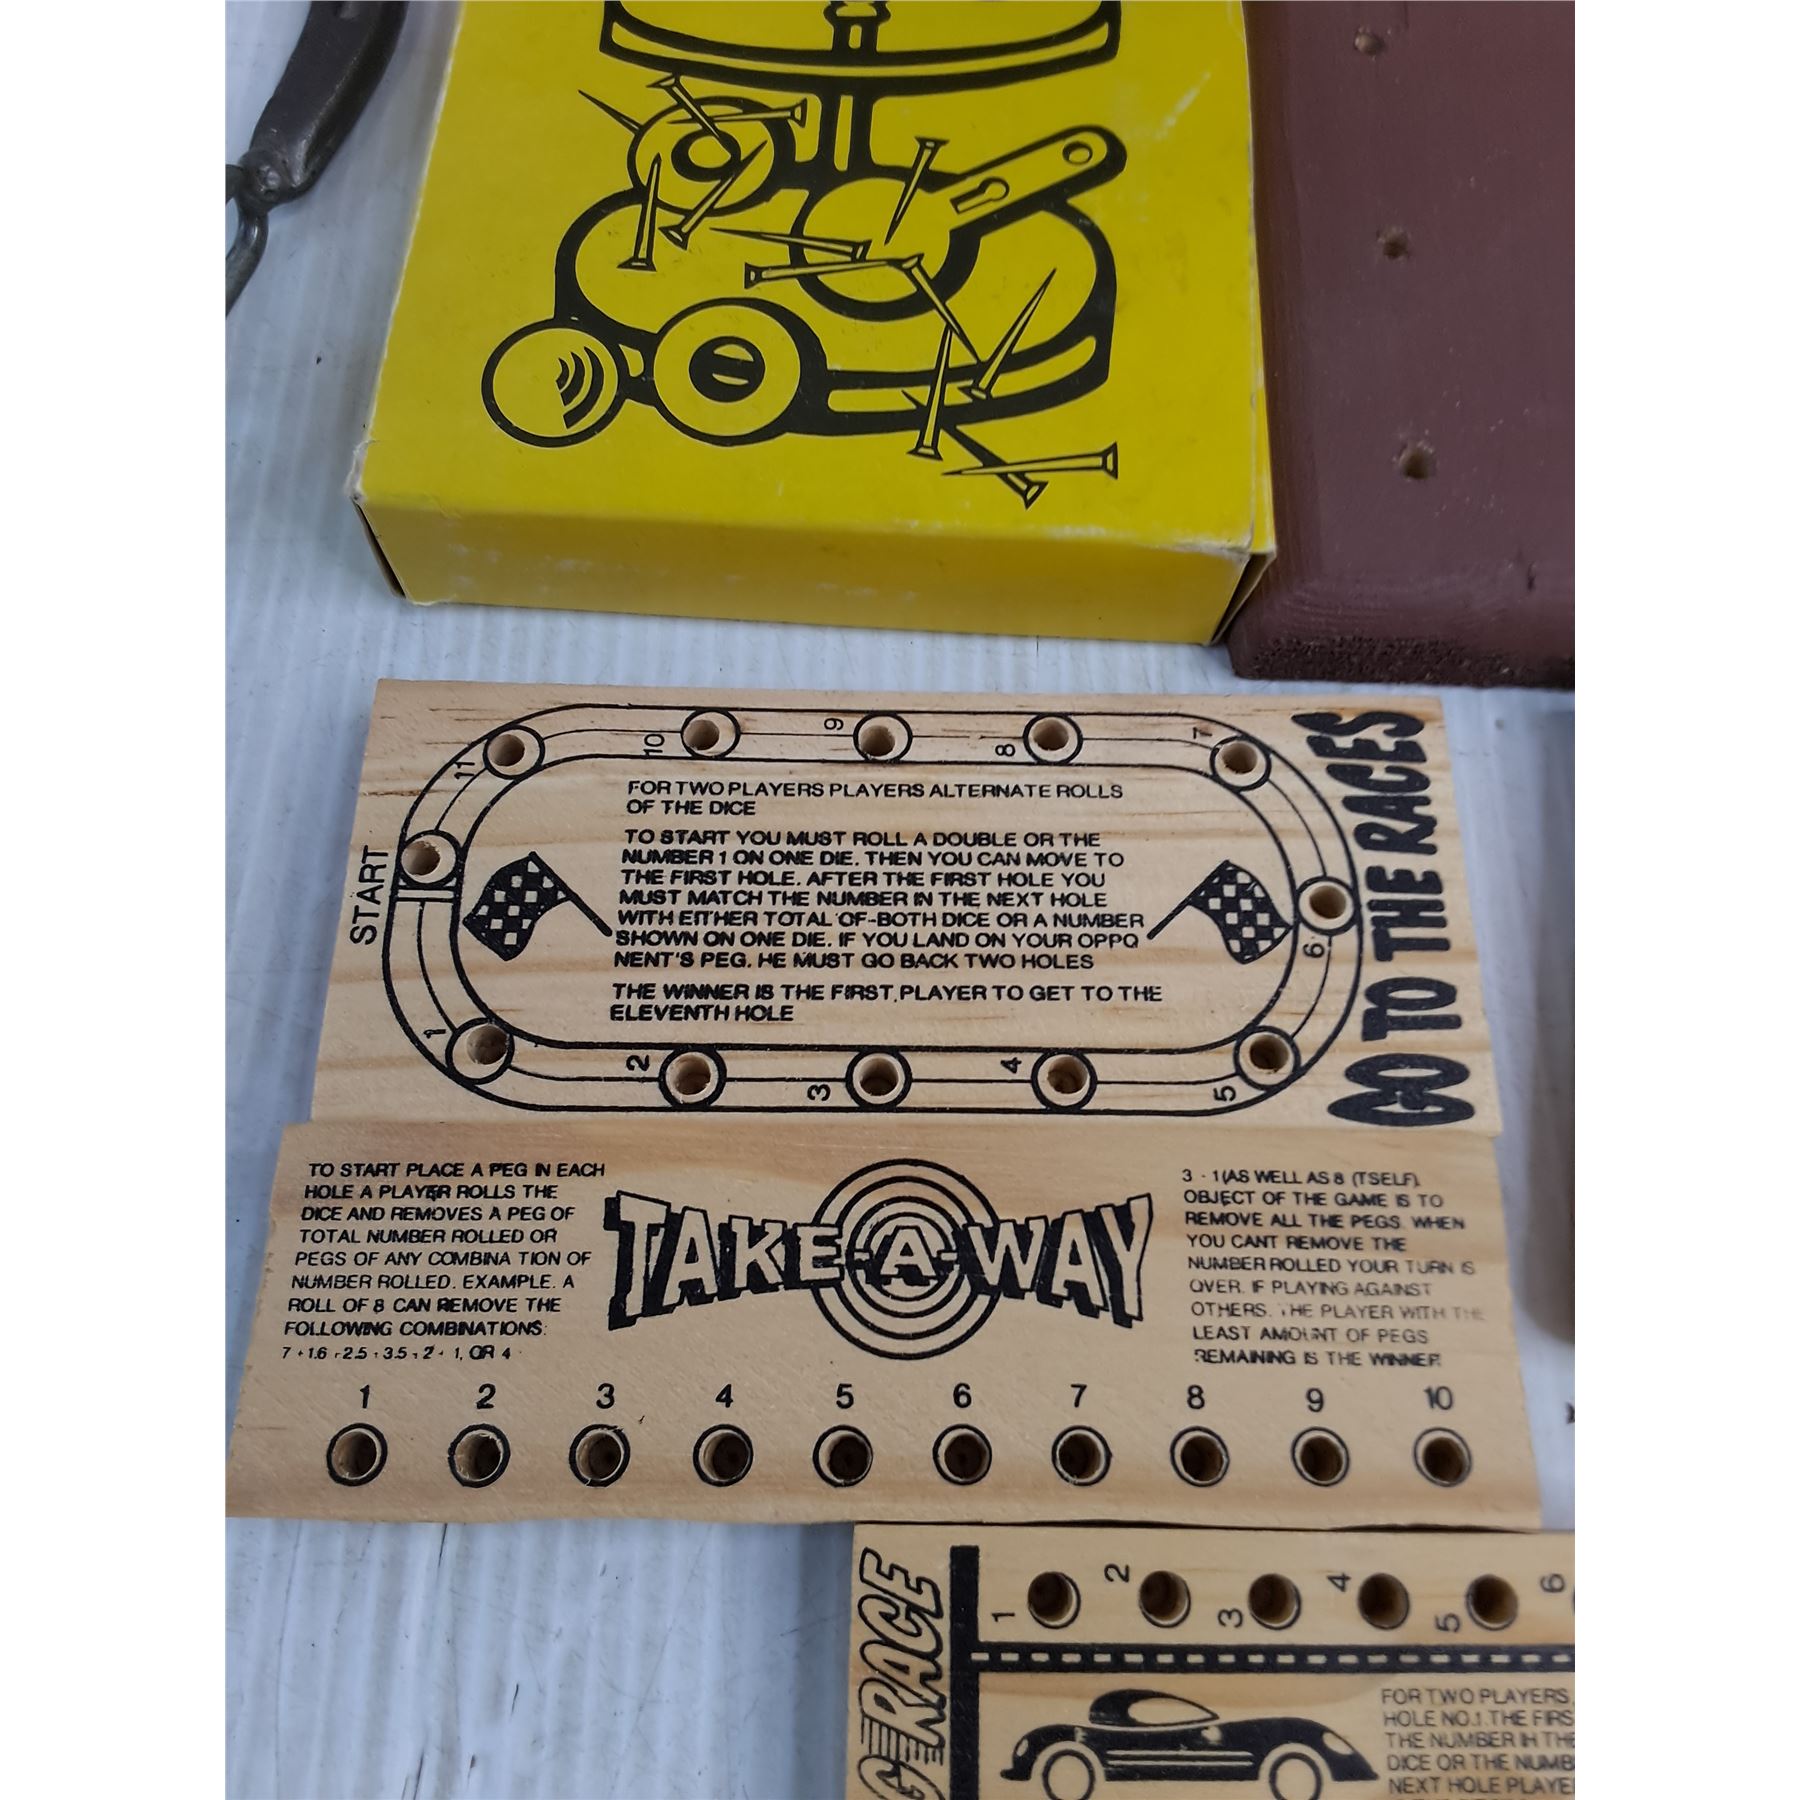 START
11
10
9
8
7
6
5
4
3
2
1
FOR TWO PLAYERS PLAYERS ALTERNATE ROLLS
OF THE DICE
TO START YOU MUST ROLL A DOUBLE OR THE
NUMBER 1 ON ONE DIE. THEN YOU CAN MOVE TO
THE FIRST HOLE. AFTER THE FIRST HOLE YOU
MUST MATCH THE NUMBER IN THE NEXT HOLE
WITH EITHER TOTAL OF-BOTH DICE OR A NUMBER
SHOWN ON ONE DIE. IF YOU LAND ON YOUR OPPO
NENT'S PEG. HE MUST GO BACK TWO HOLES
THE WINNER IS THE FIRST PLAYER TO GET TO THE
ELEVENTH HOLE
GO TO THE RACES
TO START PLACE A PEG IN EACH
HOLE A PLAYER ROLLS THE
DICE AND REMOVES A PEG OF
TOTAL NUMBER ROLLED OR
PEGS OF ANY COMBINA TION OF
NUMBER ROLLED. EXAMPLE. A
ROLL OF 8 CAN REMOVE THE
FOLLOWING COMBINATIONS:
7 + 1.6 + 2.5 + 3.5 + 2 + 1, OR 4
TAKE-A-WAY
3 - 1(AS WELL AS 8 (TSELF).
OBJECT OF THE GAME IS TO
REMOVE ALL THE PEGS. WHEN
YOU CANT REMOVE THE
NUMBER ROLLED YOUR TURN IS
OVER. IF PLAYING AGAINST
OTHERS. THE PLAYER WITH THE
LEAST AMOUNT OF PEGS
REMAINING IS THE WINNER
1 2 3 4 5 6 7 8 9 10
RACE
1 2 3 4 5 6
FOR TWO PLAYERS
HOLE NO.1. THE FIRS
THE NUMBER IN THE
DICE OR THE NUMB
NEXT HOLE PLAYE